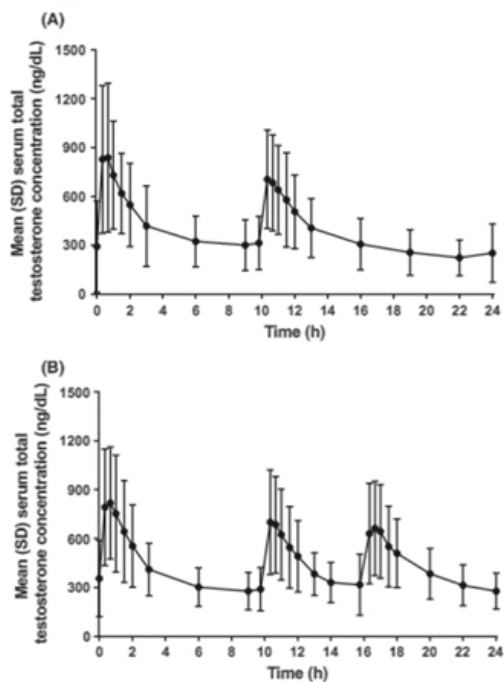 (A)
Mean (SD) serum total
testosterone concentration (ng/dL)
1500
1200
900
600
300
0
0 2 4 6 8 10 12 14 16 18 20 22 24
Time (h)
(B)
Mean (SD) serum total
testosterone concentration (ng/dL)
1500
1200
900
600
300
0
0 2 4 6 8 10 12 14 16 18 20 22 24
Time (h)